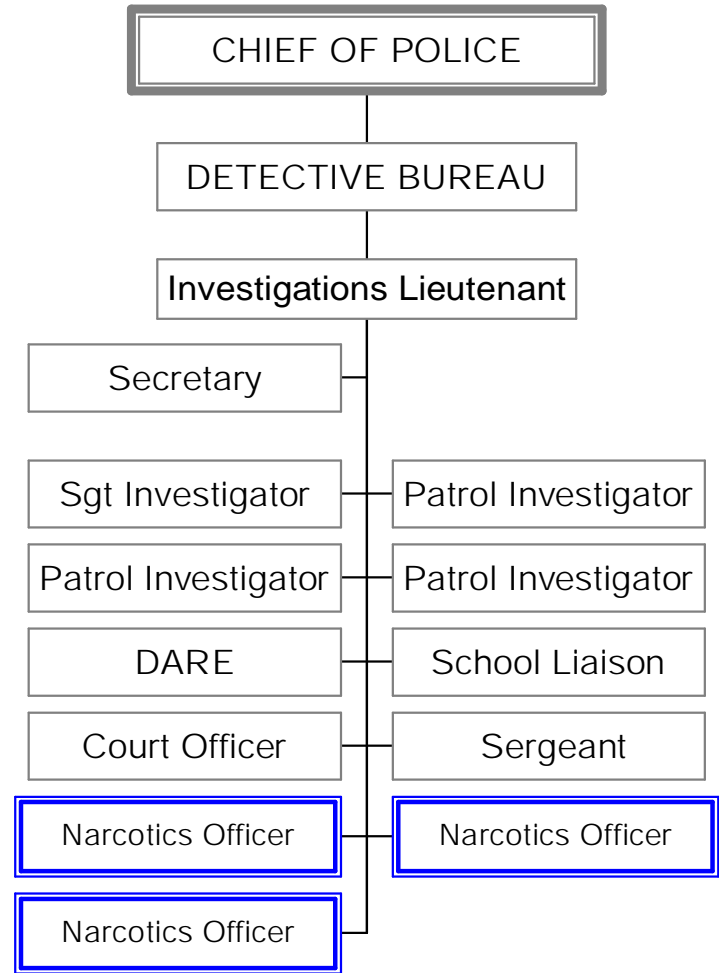 CHIEF OF POLICE
DETECTIVE BUREAU
Investigations Lieutenant
Secretary
Sgt Investigator
Patrol Investigator
Patrol Investigator
Patrol Investigator
DARE
School Liaison
Court Officer
Sergeant
Narcotics Officer
Narcotics Officer
Narcotics Officer